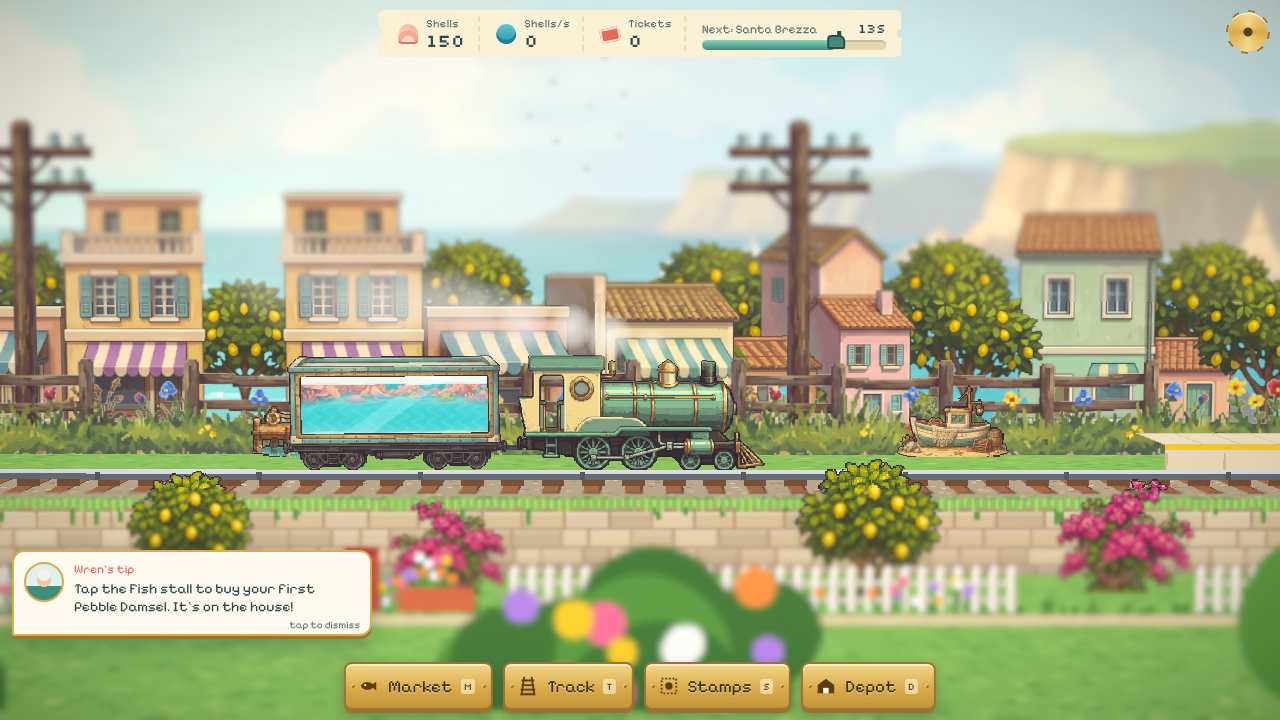 Shells
150
Shells/s
0
Tickets
0
Next: Santa Brezza
13s
Wren's tip
Tap the Fish stall to buy your first
Pebble Damsel. It's on the house!
tap to dismiss
Market M
Track T
Stamps S
Depot D